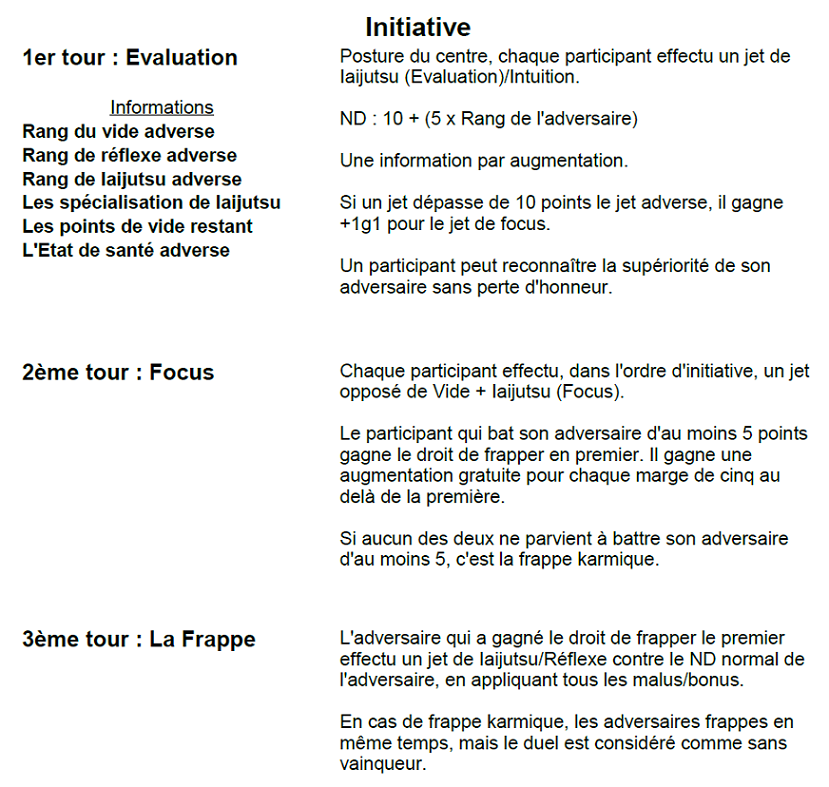 Initiative
1er tour : Evaluation
Posture du centre, chaque participant effectu un jet de
Iaijutsu (Evaluation)/Intuition.
Informations
Rang du vide adverse
Rang de réflexe adverse
Rang de Iaijutsu adverse
Les spécialisation de Iaijutsu
Les points de vide restant
L'Etat de santé adverse
ND : 10 + (5 x Rang de l'adversaire)
Une information par augmentation.
Si un jet dépasse de 10 points le jet adverse, il gagne
+1g1 pour le jet de focus.
Un participant peut reconnaître la supériorité de son
adversaire sans perte d'honneur.
2ème tour : Focus
Chaque participant effectu, dans l'ordre d'initiative, un jet
opposé de Vide + Iaijutsu (Focus).
Le participant qui bat son adversaire d'au moins 5 points
gagne le droit de frapper en premier. Il gagne une
augmentation gratuite pour chaque marge de cinq au
delà de la première.
Si aucun des deux ne parvient à battre son adversaire
d'au moins 5, c'est la frappe karmique.
3ème tour : La Frappe
L'adversaire qui a gagné le droit de frapper le premier
effectu un jet de Iaijutsu/Réflexe contre le ND normal de
l'adversaire, en appliquant tous les malus/bonus.
En cas de frappe karmique, les adversaires frappes en
même temps, mais le duel est considéré comme sans
vainqueur.